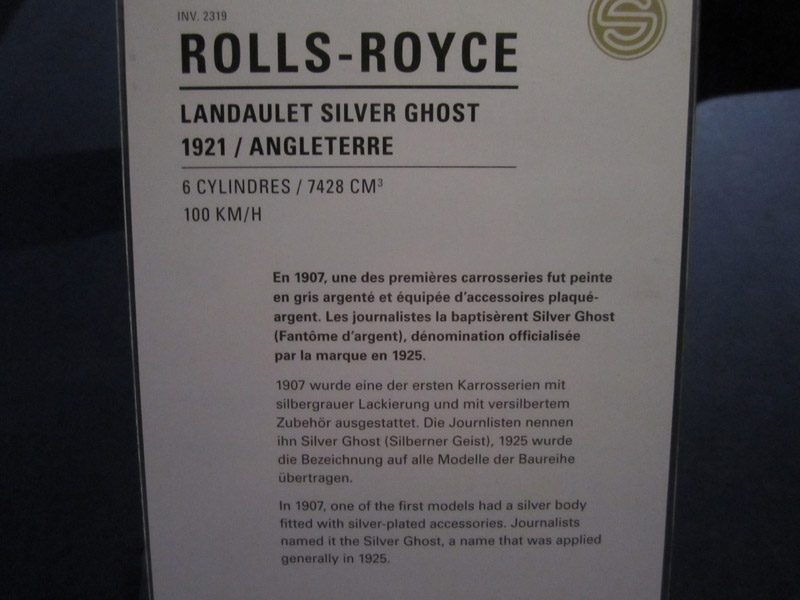 INV. 2319
ROLLS-ROYCE
LANDAULET SILVER GHOST
1921 / ANGLETERRE
6 CYLINDRES / 7428 CM³
100 KM/H
En 1907, une des premières carrosseries fut peinte
en gris argenté et équipée d'accessoires plaqué-
argent. Les journalistes la baptisèrent Silver Ghost
(Fantôme d'argent), dénomination officialisée
par la marque en 1925.
1907 wurde eine der ersten Karrosserien mit
silbergrauer Lackierung und mit versilbertem
Zubehör ausgestattet. Die Journlisten nennen
ihn Silver Ghost (Silberner Geist), 1925 wurde
die Bezeichnung auf alle Modelle der Baureihe
übertragen.
In 1907, one of the first models had a silver body
fitted with silver-plated accessories. Journalists
named it the Silver Ghost, a name that was applied
generally in 1925.